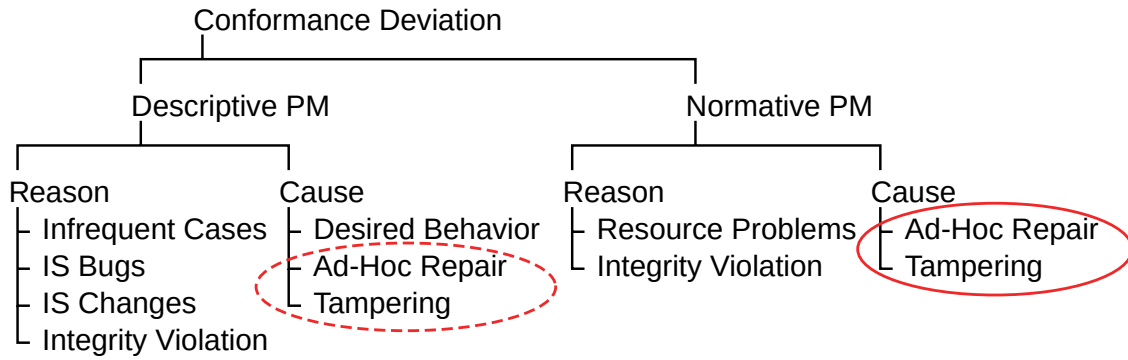 Conformance Deviation
Descriptive PM
Normative PM
Reason
Infrequent Cases
IS Bugs
IS Changes
Integrity Violation
Cause
Desired Behavior
Ad-Hoc Repair
Tampering
Reason
Resource Problems
Integrity Violation
Cause
Ad-Hoc Repair
Tampering